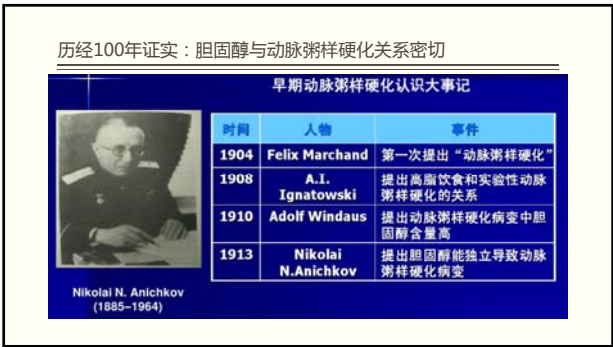 历经100年证实：胆固醇与动脉粥样硬化关系密切
早期动脉粥样硬化认识大事记
时间 人物 事件
1904 Felix Marchand 第一次提出“动脉粥样硬化”
1908 A.I. Ignatowski 提出高脂饮食和实验性动脉
粥样硬化的关系
1910 Adolf Windaus 提出动脉粥样硬化病变中胆
固醇含量高
1913 Nikolai N.Anichkov 提出胆固醇能独立导致动脉
粥样硬化病变
Nikolai N. Anichkov
(1885–1964)